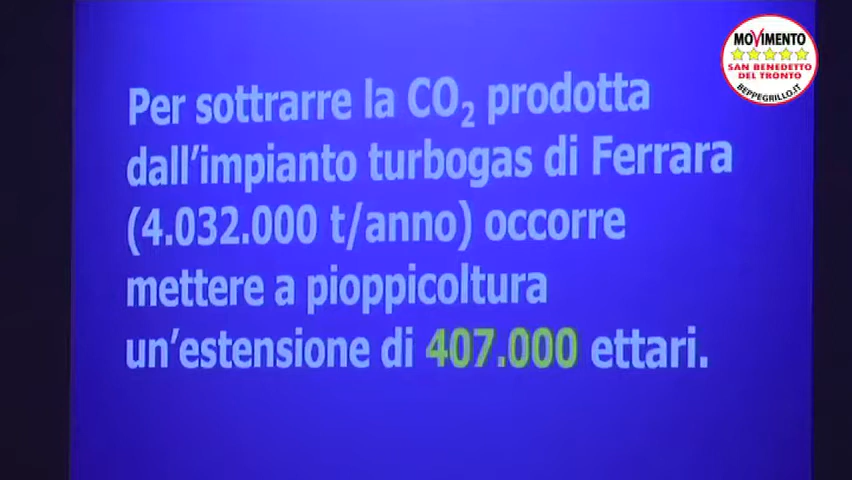 MOVIMENTO
SAN BENEDETTO
DEL TRONTO
BEPPEGRILLO.IT
Per sottrarre la CO₂ prodotta
dall'impianto turbogas di Ferrara
(4.032.000 t/anno) occorre
mettere a pioppicoltura
un'estensione di 407.000 ettari.